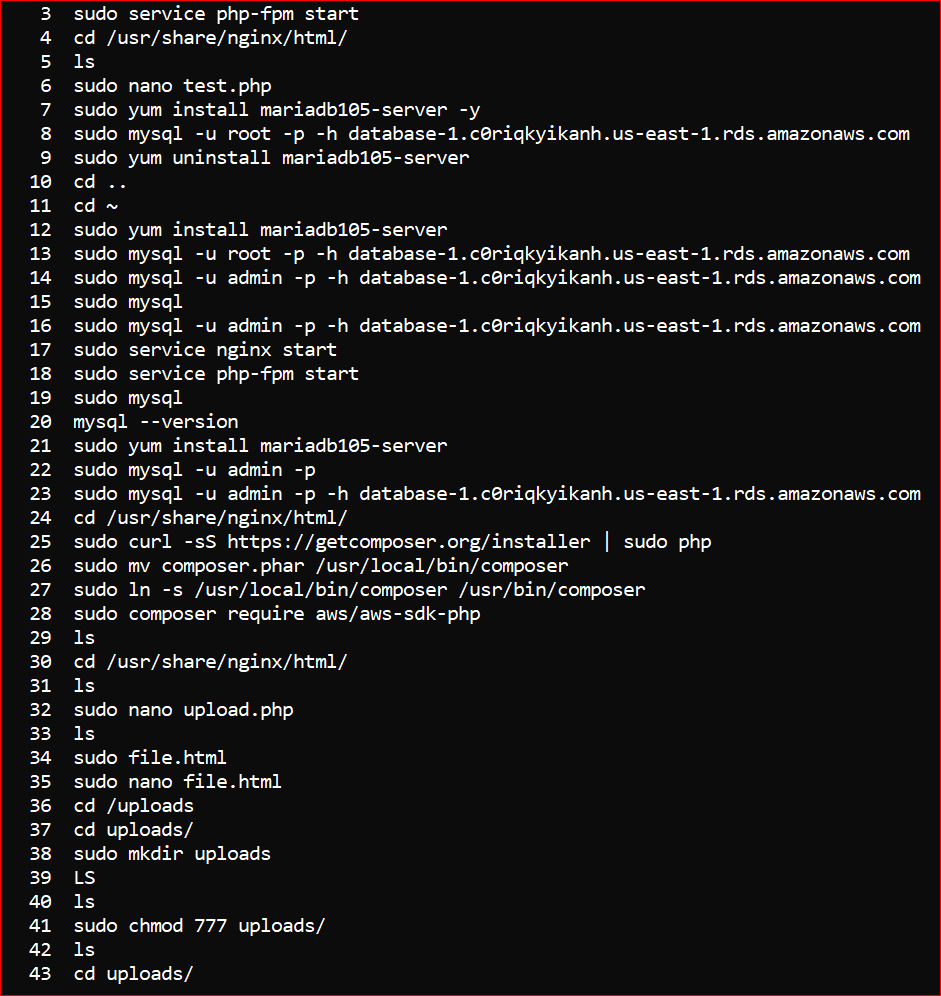 3 sudo service php-fpm start
4 cd /usr/share/nginx/html/
5 ls
6 sudo nano test.php
7 sudo yum install mariadb105-server -y
8 sudo mysql -u root -p -h database-1.c0riqkyikanh.us-east-1.rds.amazonaws.com
9 sudo yum uninstall mariadb105-server
10 cd ..
11 cd ~
12 sudo yum install mariadb105-server
13 sudo mysql -u root -p -h database-1.c0riqkyikanh.us-east-1.rds.amazonaws.com
14 sudo mysql -u admin -p -h database-1.c0riqkyikanh.us-east-1.rds.amazonaws.com
15 sudo mysql
16 sudo mysql -u admin -p -h database-1.c0riqkyikanh.us-east-1.rds.amazonaws.com
17 sudo service nginx start
18 sudo service php-fpm start
19 sudo mysql
20 mysql --version
21 sudo yum install mariadb105-server
22 sudo mysql -u admin -p
23 sudo mysql -u admin -p -h database-1.c0riqkyikanh.us-east-1.rds.amazonaws.com
24 cd /usr/share/nginx/html/
25 sudo curl -sS https://getcomposer.org/installer | sudo php
26 sudo mv composer.phar /usr/local/bin/composer
27 sudo ln -s /usr/local/bin/composer /usr/bin/composer
28 sudo composer require aws/aws-sdk-php
29 ls
30 cd /usr/share/nginx/html/
31 ls
32 sudo nano upload.php
33 ls
34 sudo file.html
35 sudo nano file.html
36 cd /uploads
37 cd uploads/
38 sudo mkdir uploads
39 LS
40 ls
41 sudo chmod 777 uploads/
42 ls
43 cd uploads/